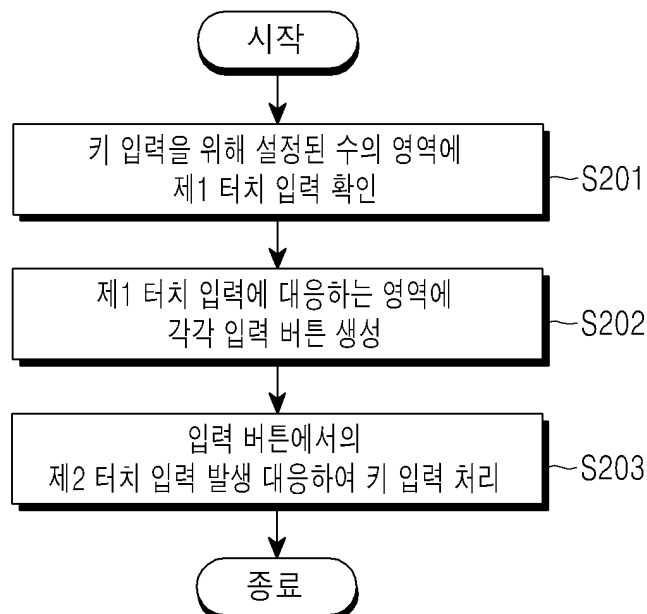 시작
키 입력을 위해 설정된 수의 영역에
제1 터치 입력 확인
S201
제1 터치 입력에 대응하는 영역에
각각 입력 버튼 생성
S202
입력 버튼에서의
제2 터치 입력 발생 대응하여 키 입력 처리
S203
종료